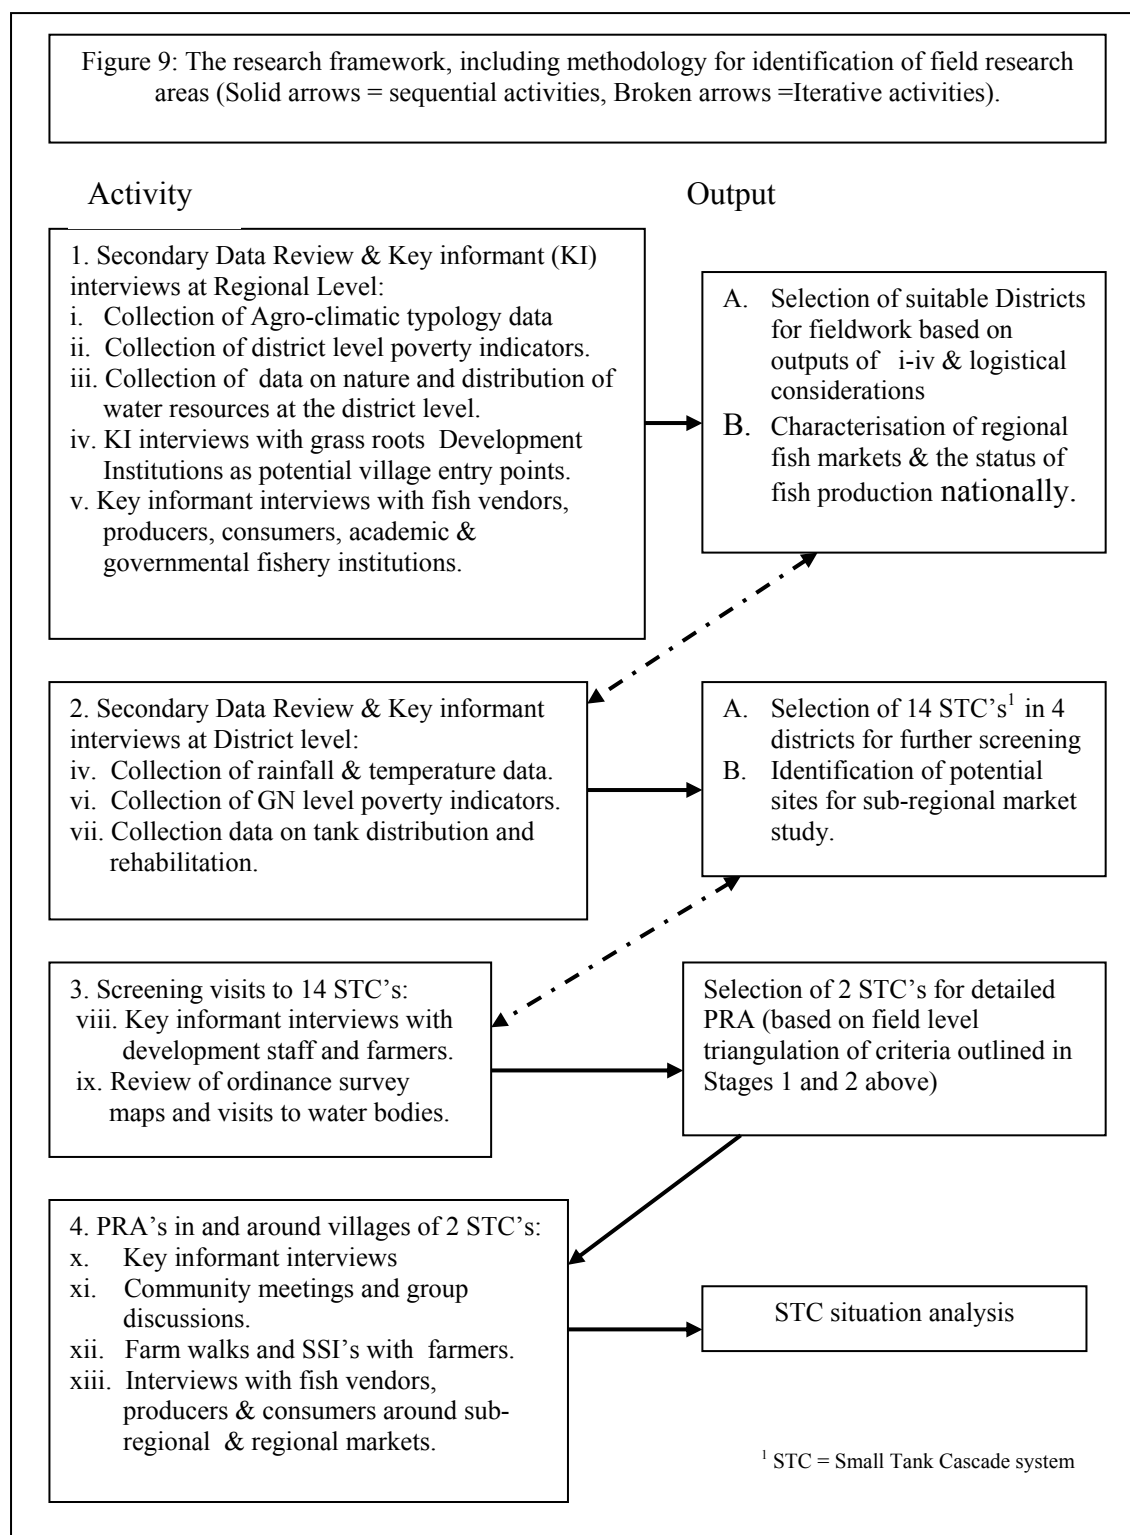 Figure 9: The research framework, including methodology for identification of field research
areas (Solid arrows = sequential activities, Broken arrows =Iterative activities).
Activity
Output
1. Secondary Data Review & Key informant (KI)
interviews at Regional Level:
i. Collection of Agro-climatic typology data
ii. Collection of district level poverty indicators.
iii. Collection of data on nature and distribution of
water resources at the district level.
iv. KI interviews with grass roots Development
Institutions as potential village entry points.
v. Key informant interviews with fish vendors,
producers, consumers, academic &
governmental fishery institutions.
A. Selection of suitable Districts
for fieldwork based on
outputs of i-iv & logistical
considerations
B. Characterisation of regional
fish markets & the status of
fish production nationally.
2. Secondary Data Review & Key informant
interviews at District level:
iv. Collection of rainfall & temperature data.
vi. Collection of GN level poverty indicators.
vii. Collection data on tank distribution and
rehabilitation.
A. Selection of 14 STC's¹ in 4
districts for further screening
B. Identification of potential
sites for sub-regional market
study.
3. Screening visits to 14 STC's:
viii. Key informant interviews with
development staff and farmers.
ix. Review of ordinance survey
maps and visits to water bodies.
Selection of 2 STC's for detailed
PRA (based on field level
triangulation of criteria outlined in
Stages 1 and 2 above)
4. PRA's in and around villages of 2 STC's:
x. Key informant interviews
xi. Community meetings and group
discussions.
xii. Farm walks and SSI's with farmers.
xiii. Interviews with fish vendors,
producers & consumers around sub-
regional & regional markets.
STC situation analysis
¹ STC = Small Tank Cascade system